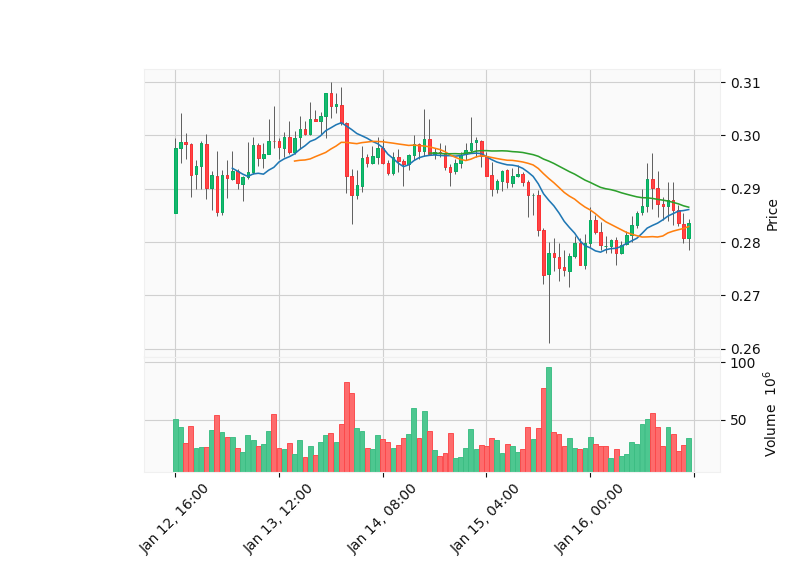 0.31
0.30
0.29
0.28
0.27
0.26
Price
100
50
Volume 10^6
Jan 12, 16:00
Jan 13, 12:00
Jan 14, 08:00
Jan 15, 04:00
Jan 16, 00:00